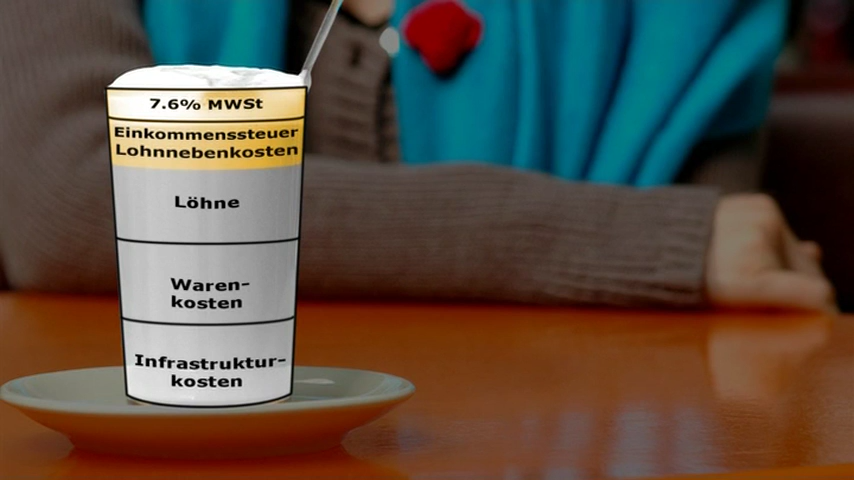 7.6% MWSt
Einkommenssteuer
Lohnnebenkosten
Löhne
Waren-
kosten
Infrastruktur-
kosten